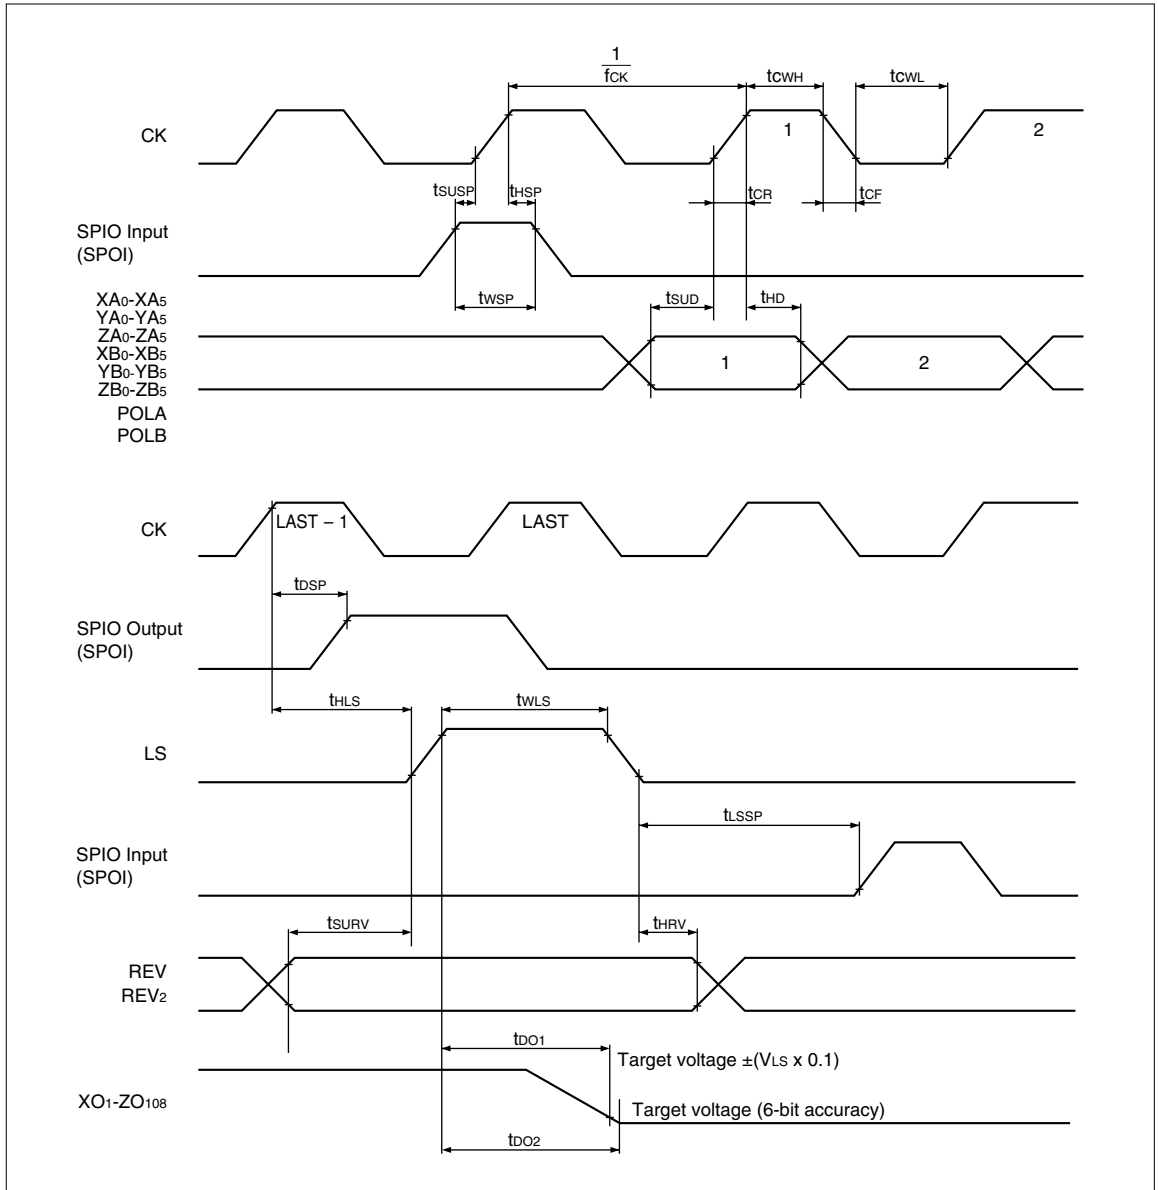 1
fCK
tCWH
tCWL
CK
1
2
tSUSP
tHSP
tCR
tCF
SPIO Input
(SPOI)
tWSP
tSUD
tHD
XA0-XA5
YA0-YA5
ZA0-ZA5
XB0-XB5
YB0-YB5
ZB0-ZB5
POLA
POLB
1
2
CK
LAST – 1
LAST
tDSP
SPIO Output
(SPOI)
tHLS
tWLS
LS
tLSSP
SPIO Input
(SPOI)
tSURV
tHRV
REV
REV2
tDO1
Target voltage ±(VLS x 0.1)
XO1-ZO108
Target voltage (6-bit accuracy)
tDO2